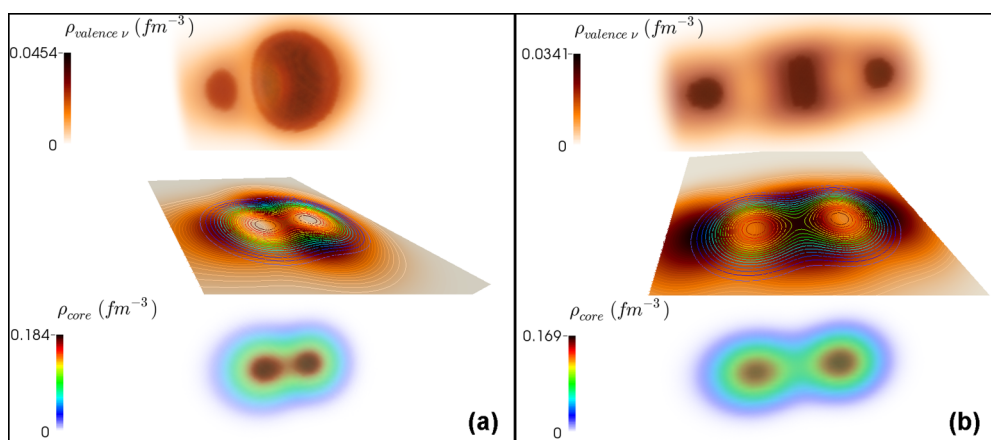 ρvalence ν (fm⁻³)
0.0454
0
ρcore (fm⁻³)
0.184
0
(a)
ρvalence ν (fm⁻³)
0.0341
0
ρcore (fm⁻³)
0.169
0
(b)